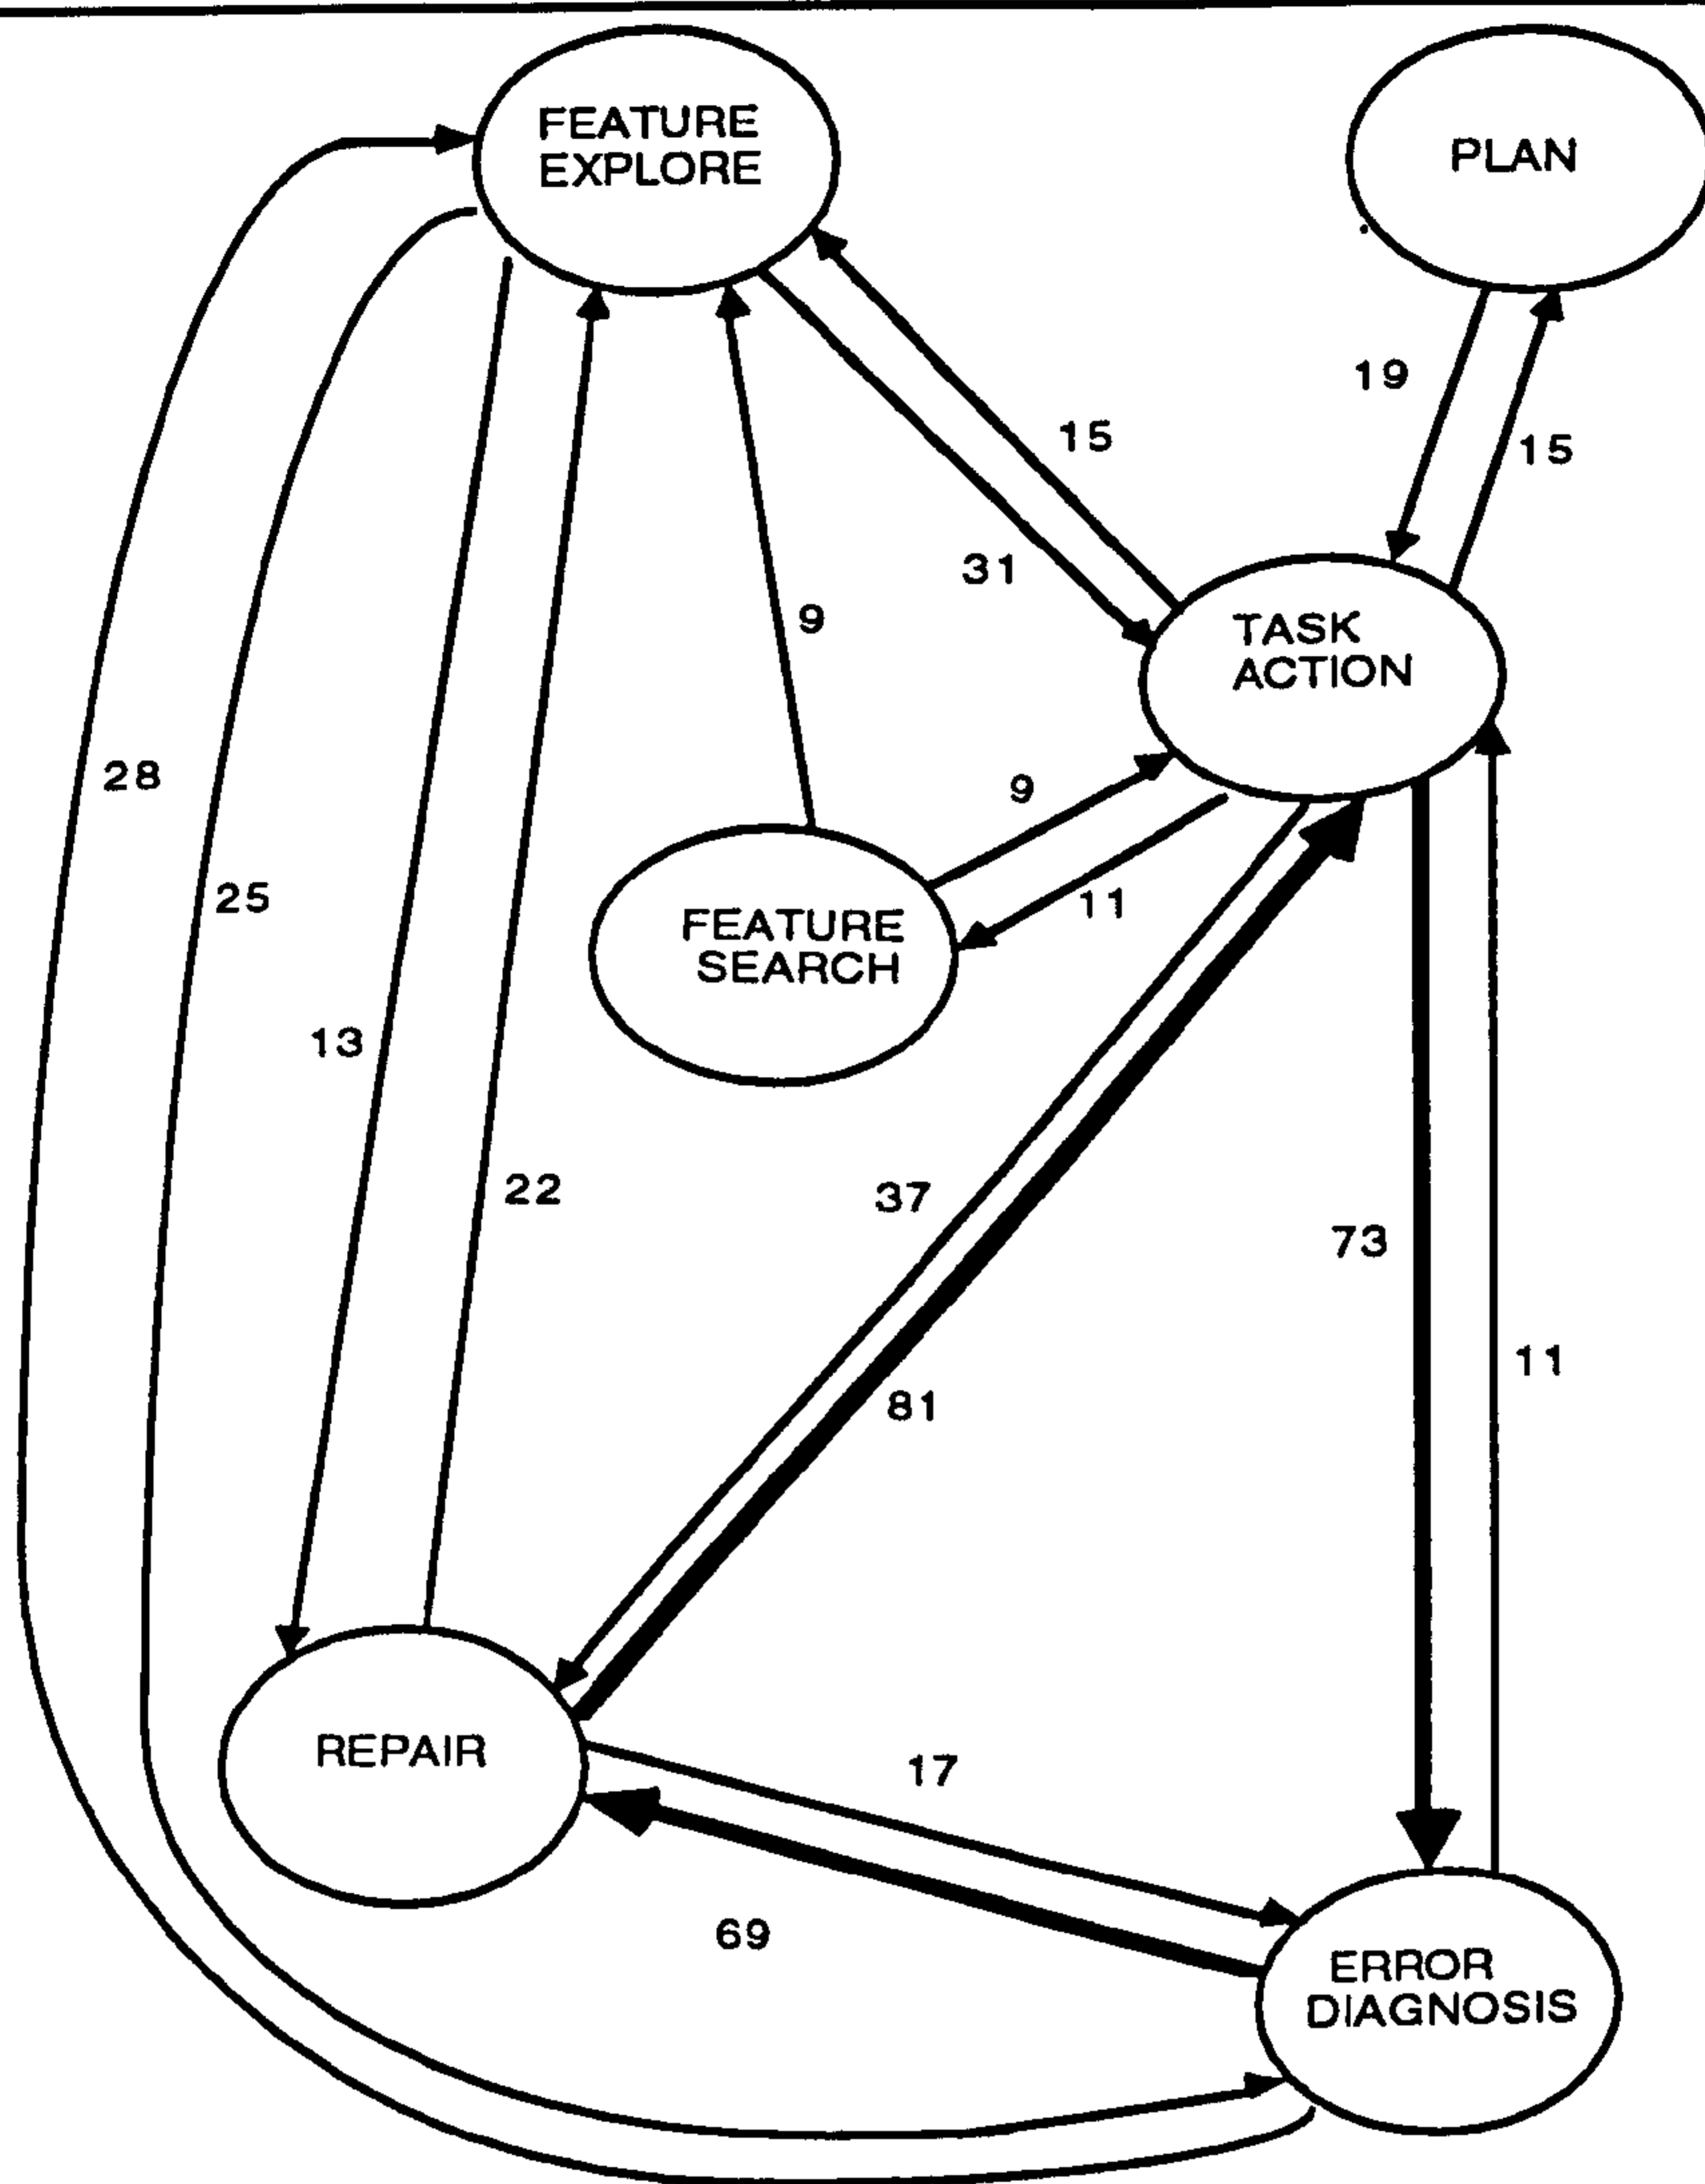 FEATURE
EXPLORE
PLAN
19
15
15
31
9
TASK
ACTION
28
9
25
11
FEATURE
SEARCH
13
22
37
73
11
81
REPAIR
17
69
ERROR
DIAGNOSIS